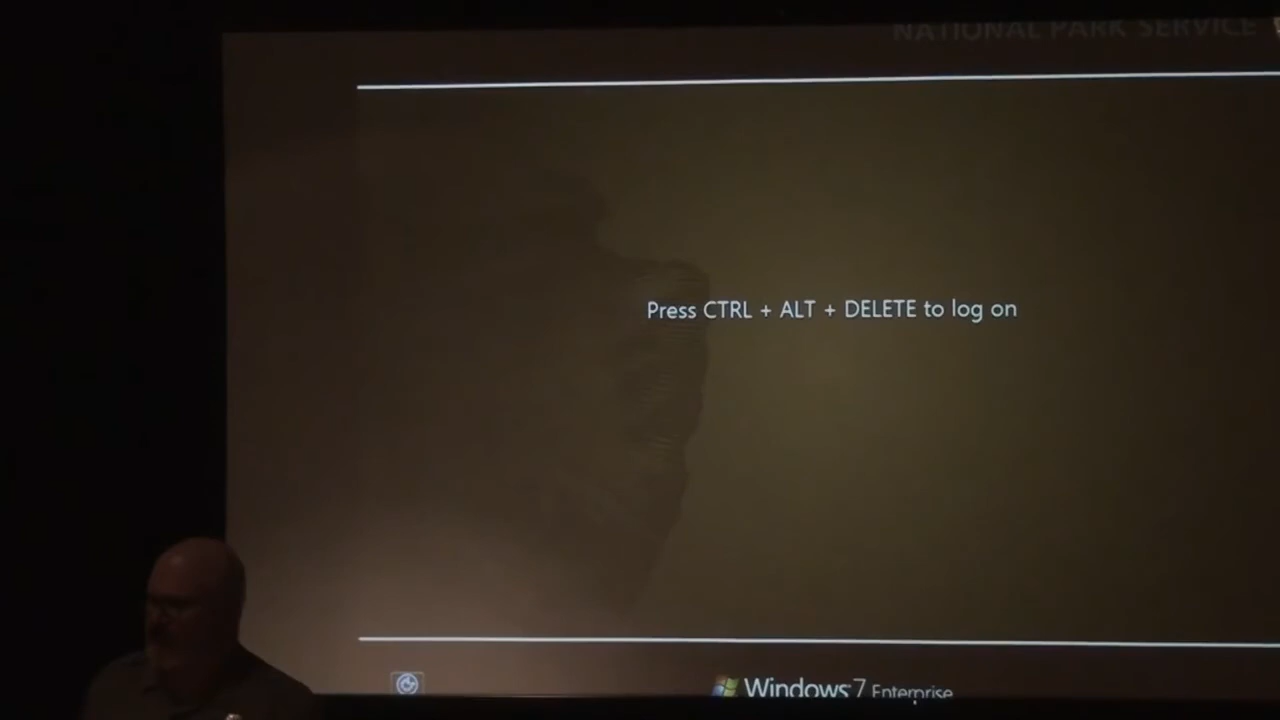 NATIONAL PARK SERVICE
Press CTRL + ALT + DELETE to log on
Windows 7 Enterprise